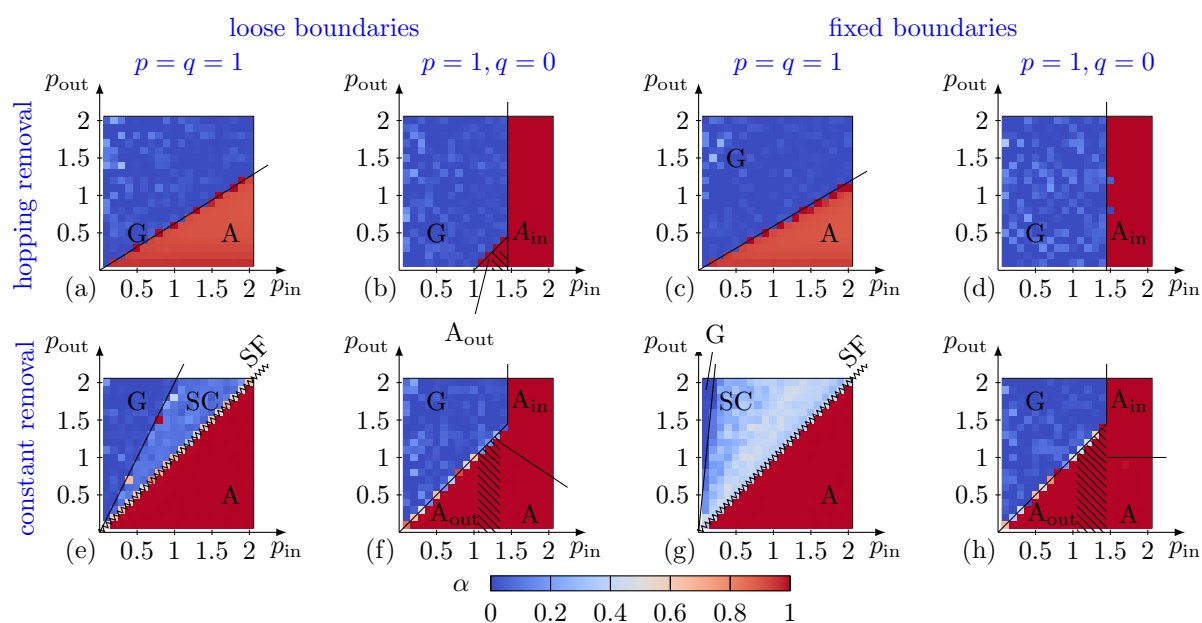 loose boundaries
fixed boundaries
p = q = 1
p = 1, q = 0
p = q = 1
p = 1, q = 0
hopping removal
p_out
2
1.5
1
0.5
G
A
(a)
0.5 1 1.5 2 p_in
p_out
2
1.5
1
0.5
G
A_in
A_out
(b)
0.5 1 1.5 2 p_in
p_out
2
1.5
1
0.5
G
A
(c)
0.5 1 1.5 2 p_in
p_out
2
1.5
1
0.5
G
A_in
(d)
0.5 1 1.5 2 p_in
constant removal
p_out
2
1.5
1
0.5
SF
G
SC
A
(e)
0.5 1 1.5 2 p_in
p_out
2
1.5
1
0.5
G
A_in
A_out
A
(f)
0.5 1 1.5 2 p_in
p_out
2
1.5
1
0.5
G
SF
SC
A
(g)
0.5 1 1.5 2 p_in
p_out
2
1.5
1
0.5
G
A_in
A_out
A
(h)
0.5 1 1.5 2 p_in
α
0 0.2 0.4 0.6 0.8 1